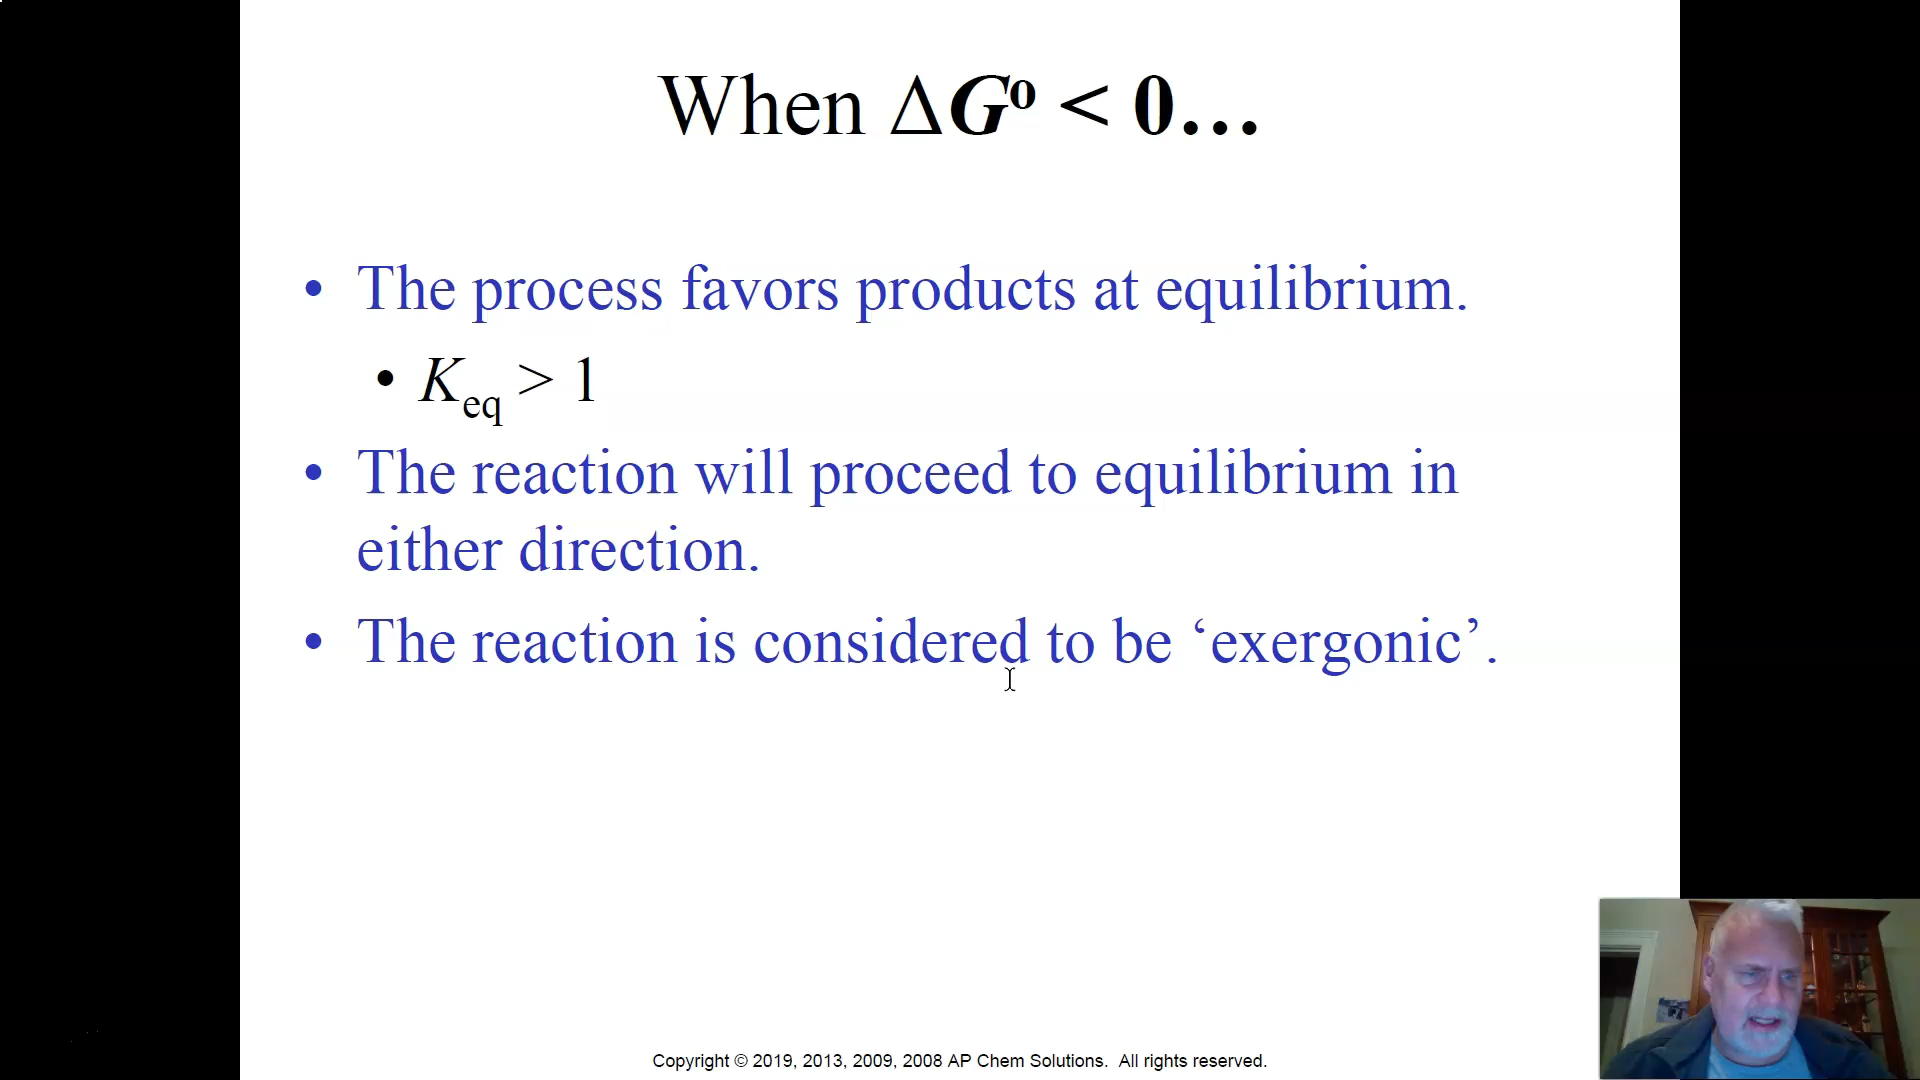 When ΔG° < 0…
• The process favors products at equilibrium.
• Keq > 1
• The reaction will proceed to equilibrium in
either direction.
• The reaction is considered to be ‘exergonic’.
Copyright © 2019, 2013, 2009, 2008 AP Chem Solutions. All rights reserved.